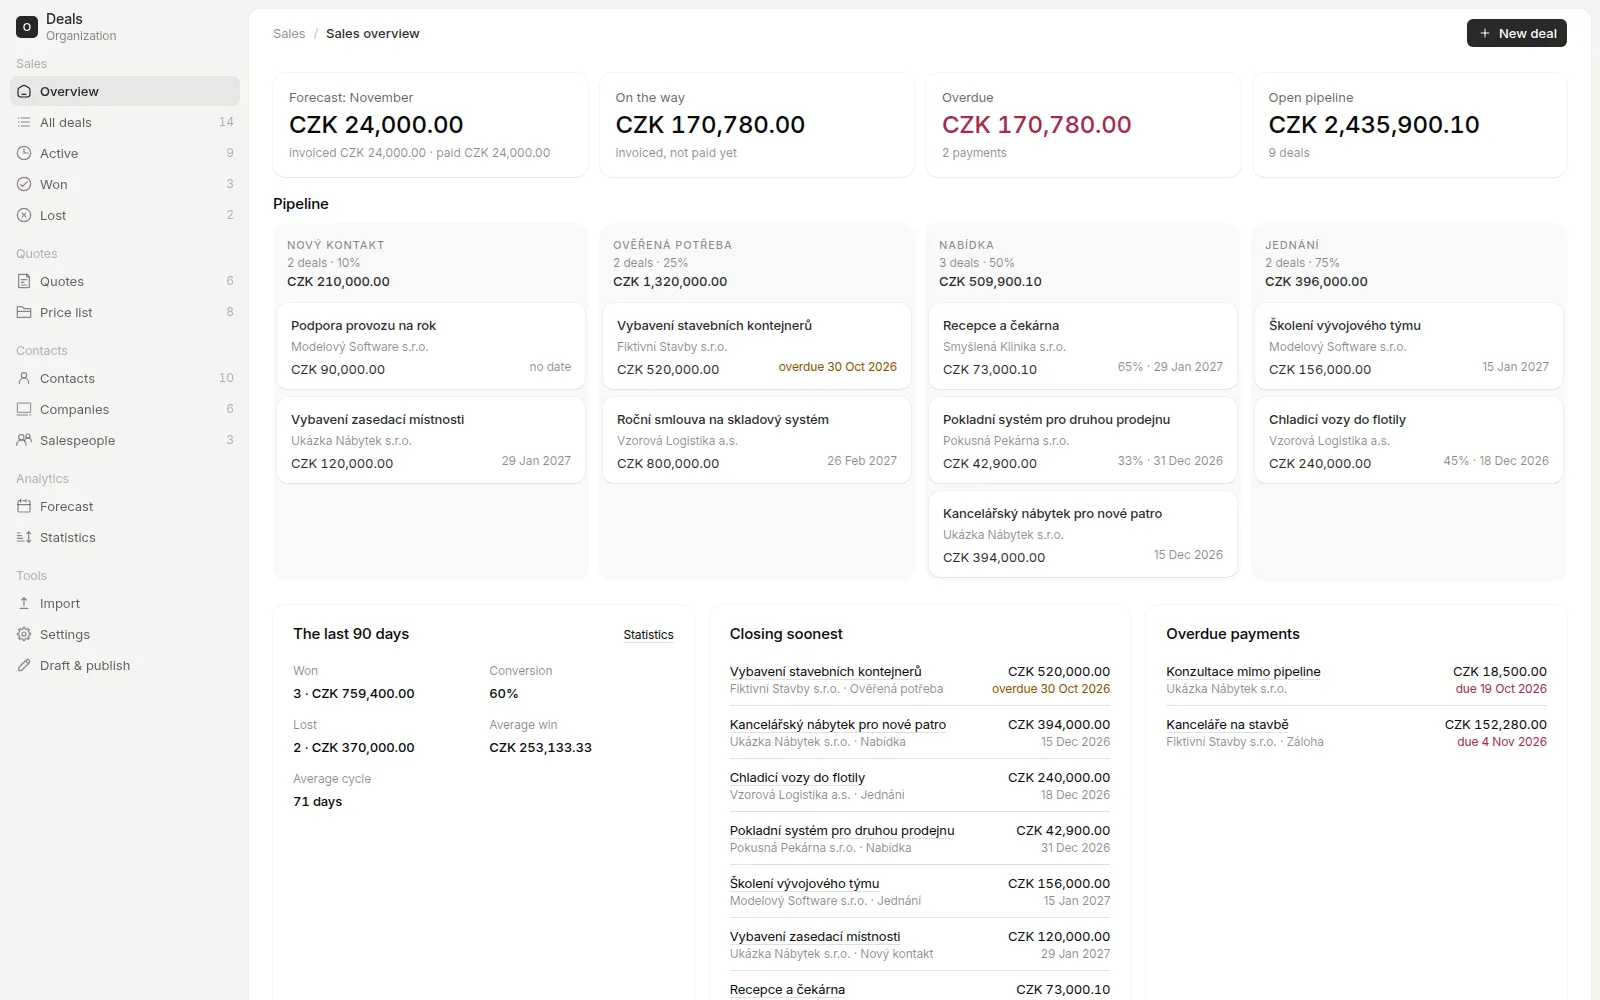 O
Deals
Organization
Sales
Overview
All deals 14
Active 9
Won 3
Lost 2
Quotes
Quotes 6
Price list 8
Contacts
Contacts 10
Companies 6
Salespeople 3
Analytics
Forecast
Statistics
Tools
Import
Settings
Draft & publish
Sales / Sales overview
+ New deal
Forecast: November
CZK 24,000.00
invoiced CZK 24,000.00 · paid CZK 24,000.00
On the way
CZK 170,780.00
invoiced, not paid yet
Overdue
CZK 170,780.00
2 payments
Open pipeline
CZK 2,435,900.10
9 deals
Pipeline
NOVÝ KONTAKT
2 deals · 10%
CZK 210,000.00
Podpora provozu na rok
Modelový Software s.r.o.
CZK 90,000.00 no date
Vybavení zasedací místnosti
Ukázka Nábytek s.r.o.
CZK 120,000.00 29 Jan 2027
OVĚŘENÁ POTŘEBA
2 deals · 25%
CZK 1,320,000.00
Vybavení stavebních kontejnerů
Fiktivní Stavby s.r.o.
CZK 520,000.00 overdue 30 Oct 2026
Roční smlouva na skladový systém
Vzorová Logistika a.s.
CZK 800,000.00 26 Feb 2027
NABÍDKA
3 deals · 50%
CZK 509,900.10
Recepce a čekárna
Smyšlená Klinika s.r.o.
CZK 73,000.10 65% · 29 Jan 2027
Pokladní systém pro druhou prodejnu
Pokusná Pekárna s.r.o.
CZK 42,900.00 33% · 31 Dec 2026
Kancelářský nábytek pro nové patro
Ukázka Nábytek s.r.o.
CZK 394,000.00 15 Dec 2026
JEDNÁNÍ
2 deals · 75%
CZK 396,000.00
Školení vývojového týmu
Modelový Software s.r.o.
CZK 156,000.00 15 Jan 2027
Chladicí vozy do flotily
Vzorová Logistika a.s.
CZK 240,000.00 45% · 18 Dec 2026
The last 90 days Statistics
Won Conversion
3 · CZK 759,400.00 60%
Lost Average win
2 · CZK 370,000.00 CZK 253,133.33
Average cycle
71 days
Closing soonest
Vybavení stavebních kontejnerů CZK 520,000.00
Fiktivní Stavby s.r.o. · Ověřená potřeba overdue 30 Oct 2026
Kancelářský nábytek pro nové patro CZK 394,000.00
Ukázka Nábytek s.r.o. · Nabídka 15 Dec 2026
Chladicí vozy do flotily CZK 240,000.00
Vzorová Logistika a.s. · Jednání 18 Dec 2026
Pokladní systém pro druhou prodejnu CZK 42,900.00
Pokusná Pekárna s.r.o. · Nabídka 31 Dec 2026
Školení vývojového týmu CZK 156,000.00
Modelový Software s.r.o. · Jednání 15 Jan 2027
Vybavení zasedací místnosti CZK 120,000.00
Ukázka Nábytek s.r.o. · Nový kontakt 29 Jan 2027
Recepce a čekárna CZK 73,000.10
Overdue payments
Konzultace mimo pipeline CZK 18,500.00
Ukázka Nábytek s.r.o. due 19 Oct 2026
Kanceláře na stavbě CZK 152,280.00
Fiktivní Stavby s.r.o. · Záloha due 4 Nov 2026